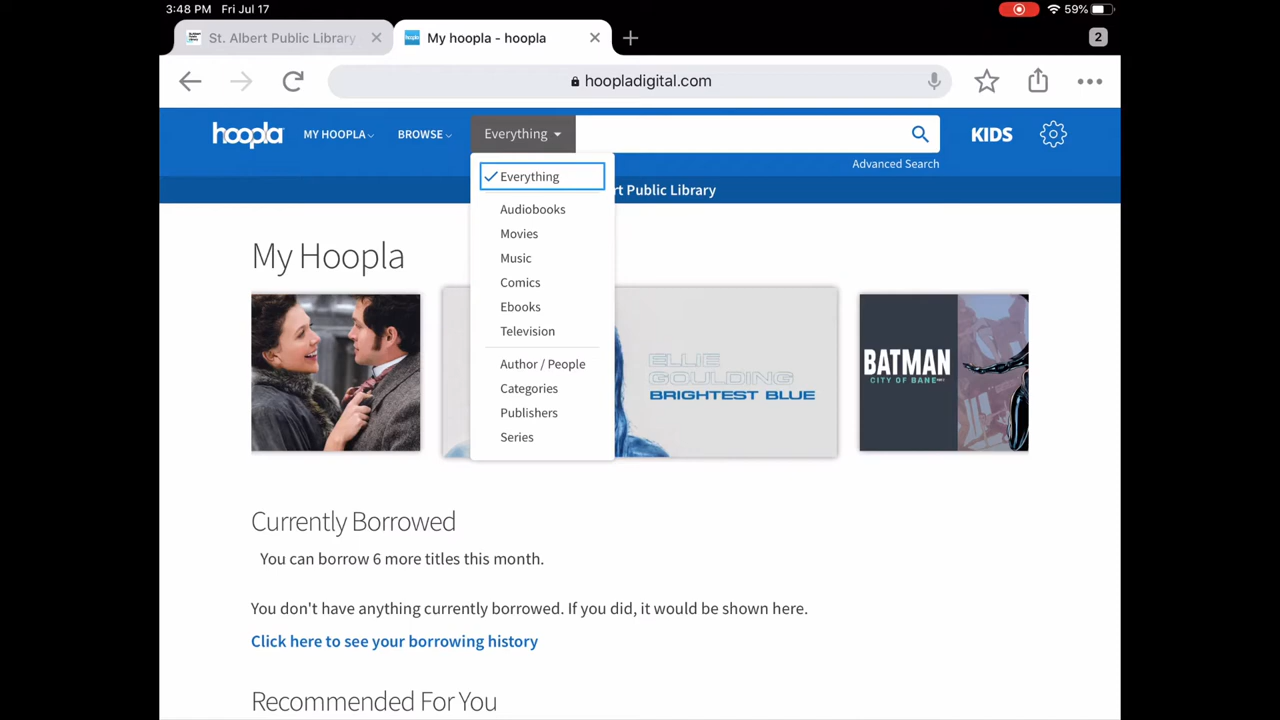 3:48 PM Fri Jul 17
59%
St. Albert Public Library
My hoopla - hoopla
2
hoopladigital.com
hoopla
MY HOOPLA
BROWSE
Everything
KIDS
Advanced Search
rt Public Library
Everything
Audiobooks
Movies
Music
Comics
Ebooks
Television
Author / People
Categories
Publishers
Series
My Hoopla
ELLIE
GOULDING
BRIGHTEST BLUE
BATMAN
CITY OF BANE
Currently Borrowed
You can borrow 6 more titles this month.
You don't have anything currently borrowed. If you did, it would be shown here.
Click here to see your borrowing history
Recommended For You